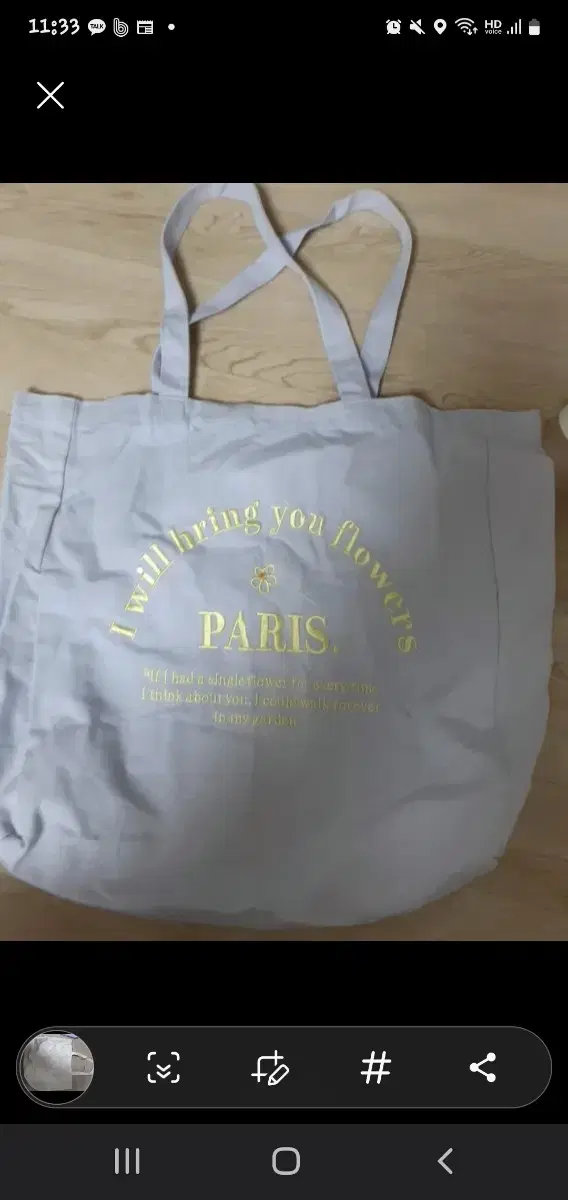 11:33
TALK
HD
voice
I will bring you flowers
PARIS.
"If I had a single flower for every time
I think about you, I could walk forever
in my garden